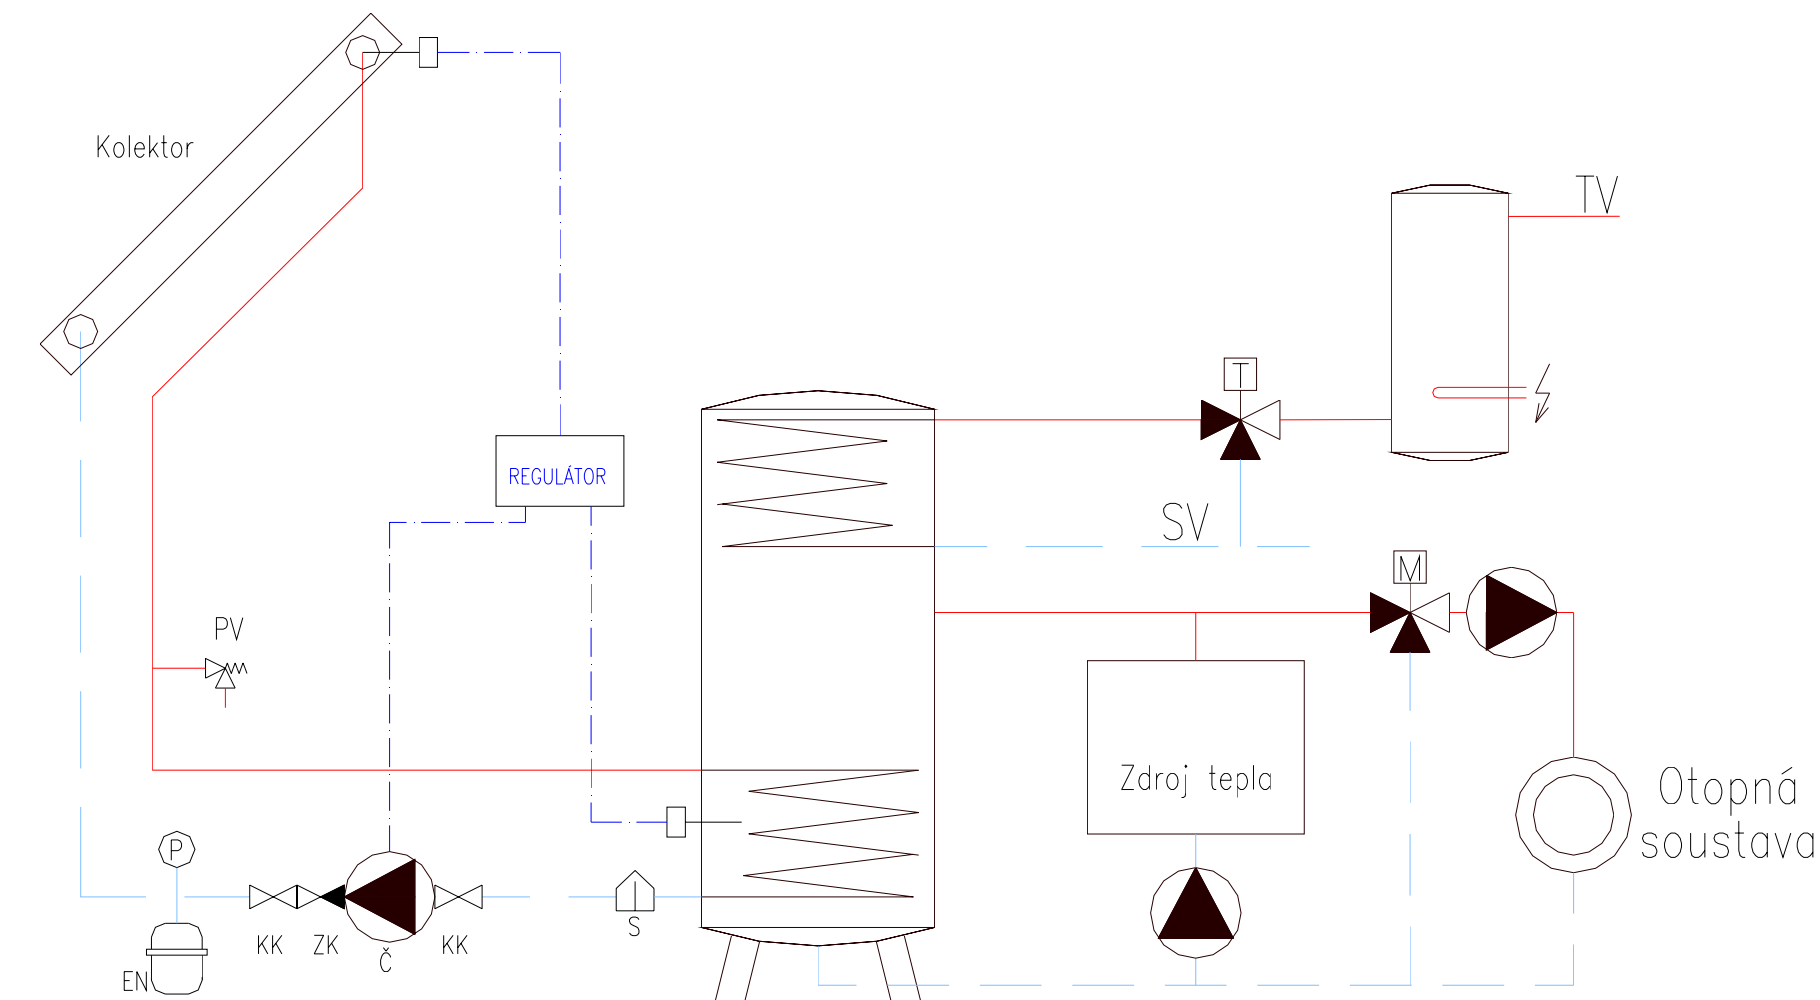 Kolektor
TV
T
REGULÁTOR
SV
M
PV
Zdroj tepla
Otopná
soustava
P
S
KK
ZK
Č
KK
EN